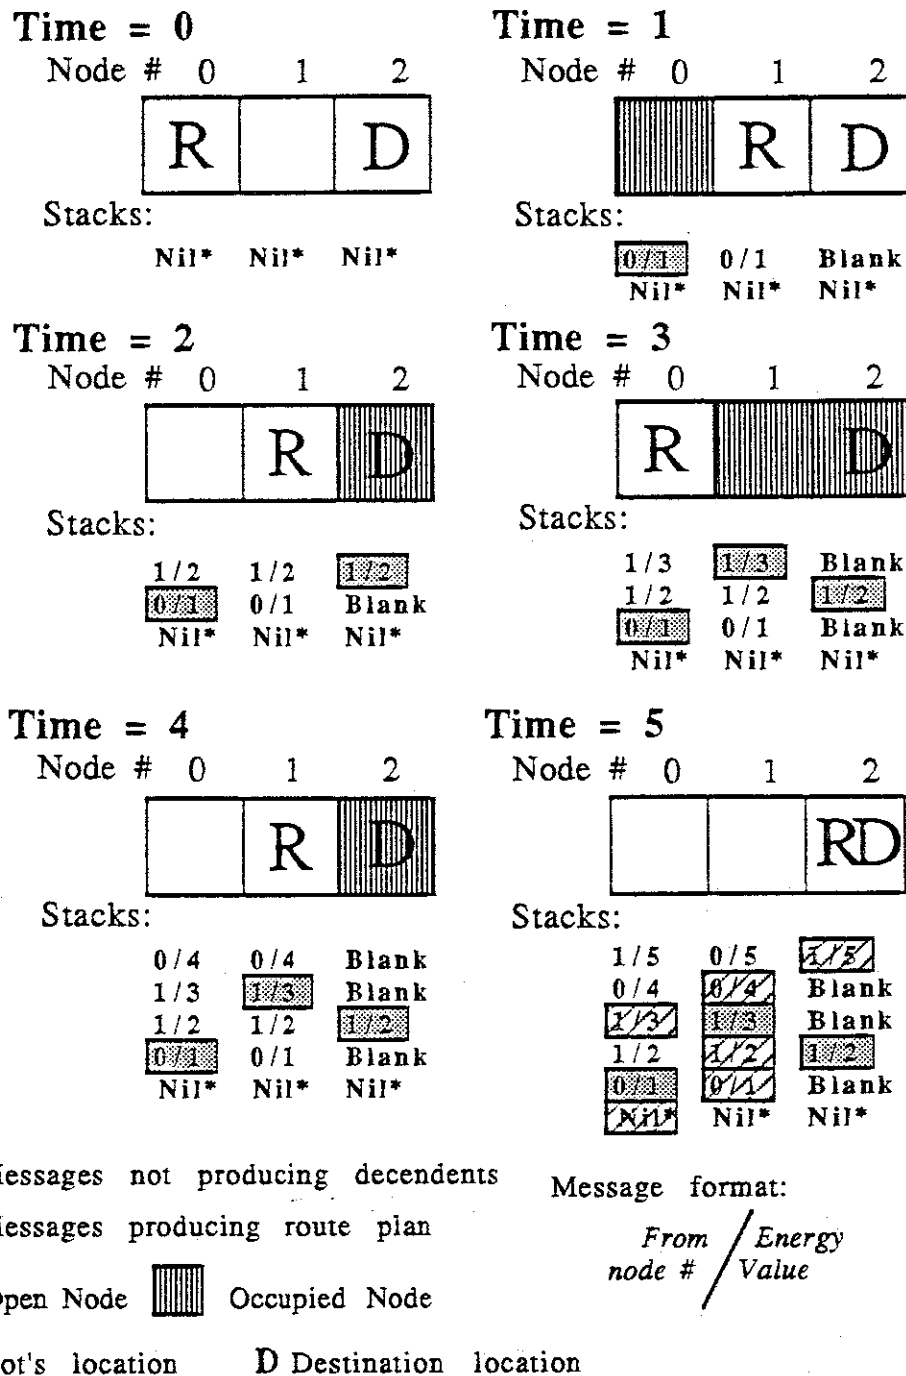 Time = 0
Node # 0 1 2
R D
Stacks:
Nil* Nil* Nil*
Time = 1
Node # 0 1 2
R D
Stacks:
0/1 0/1 Blank
Nil* Nil* Nil*
Time = 2
Node # 0 1 2
R D
Stacks:
1/2 1/2 1/2
0/1 0/1 Blank
Nil* Nil* Nil*
Time = 3
Node # 0 1 2
R D
Stacks:
1/3 1/3 Blank
1/2 1/2 1/2
0/1 0/1 Blank
Nil* Nil* Nil*
Time = 4
Node # 0 1 2
R D
Stacks:
0/4 0/4 Blank
1/3 1/3 Blank
1/2 1/2 1/2
0/1 0/1 Blank
Nil* Nil* Nil*
Time = 5
Node # 0 1 2
RD
Stacks:
1/5 0/5 1/5
0/4 0/4 Blank
1/3 1/3 Blank
1/2 1/2 1/2
0/1 0/1 Blank
Nil* Nil* Nil*
essages not producing decendents
essages producing route plan
pen Node Occupied Node
ot's location D Destination location
Message format:
From / Energy
node # / Value